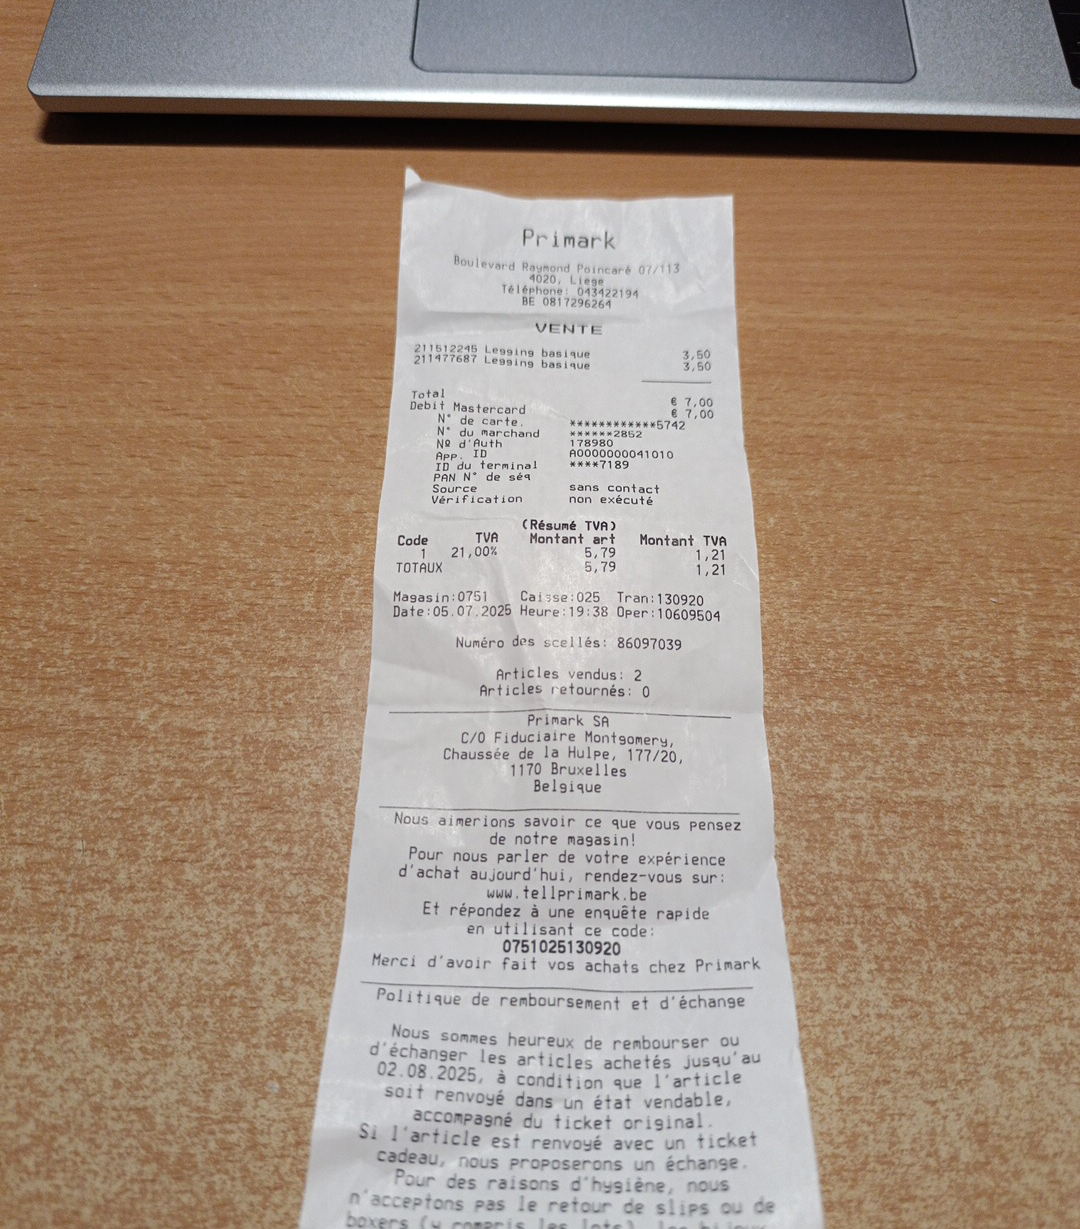 Primark
Boulevard Raymond Poincaré 07/113
4020, Liege
Téléphone: 043422194
BE 0817296264
VENTE
211512245 Legging basique 3,50
211477687 Legging basique 3,50
Total € 7,00
Debit Mastercard € 7,00
N° de carte. ************5742
N° du marchand ******2852
Nº d'Auth 178980
App. ID A0000000041010
ID du terminal ****7189
PAN N° de séq
Source sans contact
Vérification non exécuté
(Résumé TVA)
Code TVA Montant art Montant TVA
1 21,00% 5,79 1,21
TOTAUX 5,79 1,21
Magasin:0751 Caisse:025 Tran:130920
Date:05.07.2025 Heure:19:38 Oper:10609504
Numéro des scellés: 86097039
Articles vendus: 2
Articles retournés: 0
Primark SA
C/O Fiduciaire Montgomery,
Chaussée de la Hulpe, 177/20,
1170 Bruxelles
Belgique
Nous aimerions savoir ce que vous pensez
de notre magasin!
Pour nous parler de votre expérience
d'achat aujourd'hui, rendez-vous sur:
www.tellprimark.be
Et répondez à une enquête rapide
en utilisant ce code:
0751025130920
Merci d'avoir fait vos achats chez Primark
Politique de remboursement et d'échange
Nous sommes heureux de rembourser ou
d'échanger les articles achetés jusqu'au
02.08.2025, à condition que l'article
soit renvoyé dans un état vendable,
accompagné du ticket original.
Si l'article est renvoyé avec un ticket
cadeau, nous proposerons un échange.
Pour des raisons d'hygiène, nous
n'acceptons pas le retour de slips ou de
boxers (y compris les lots), les bijoux